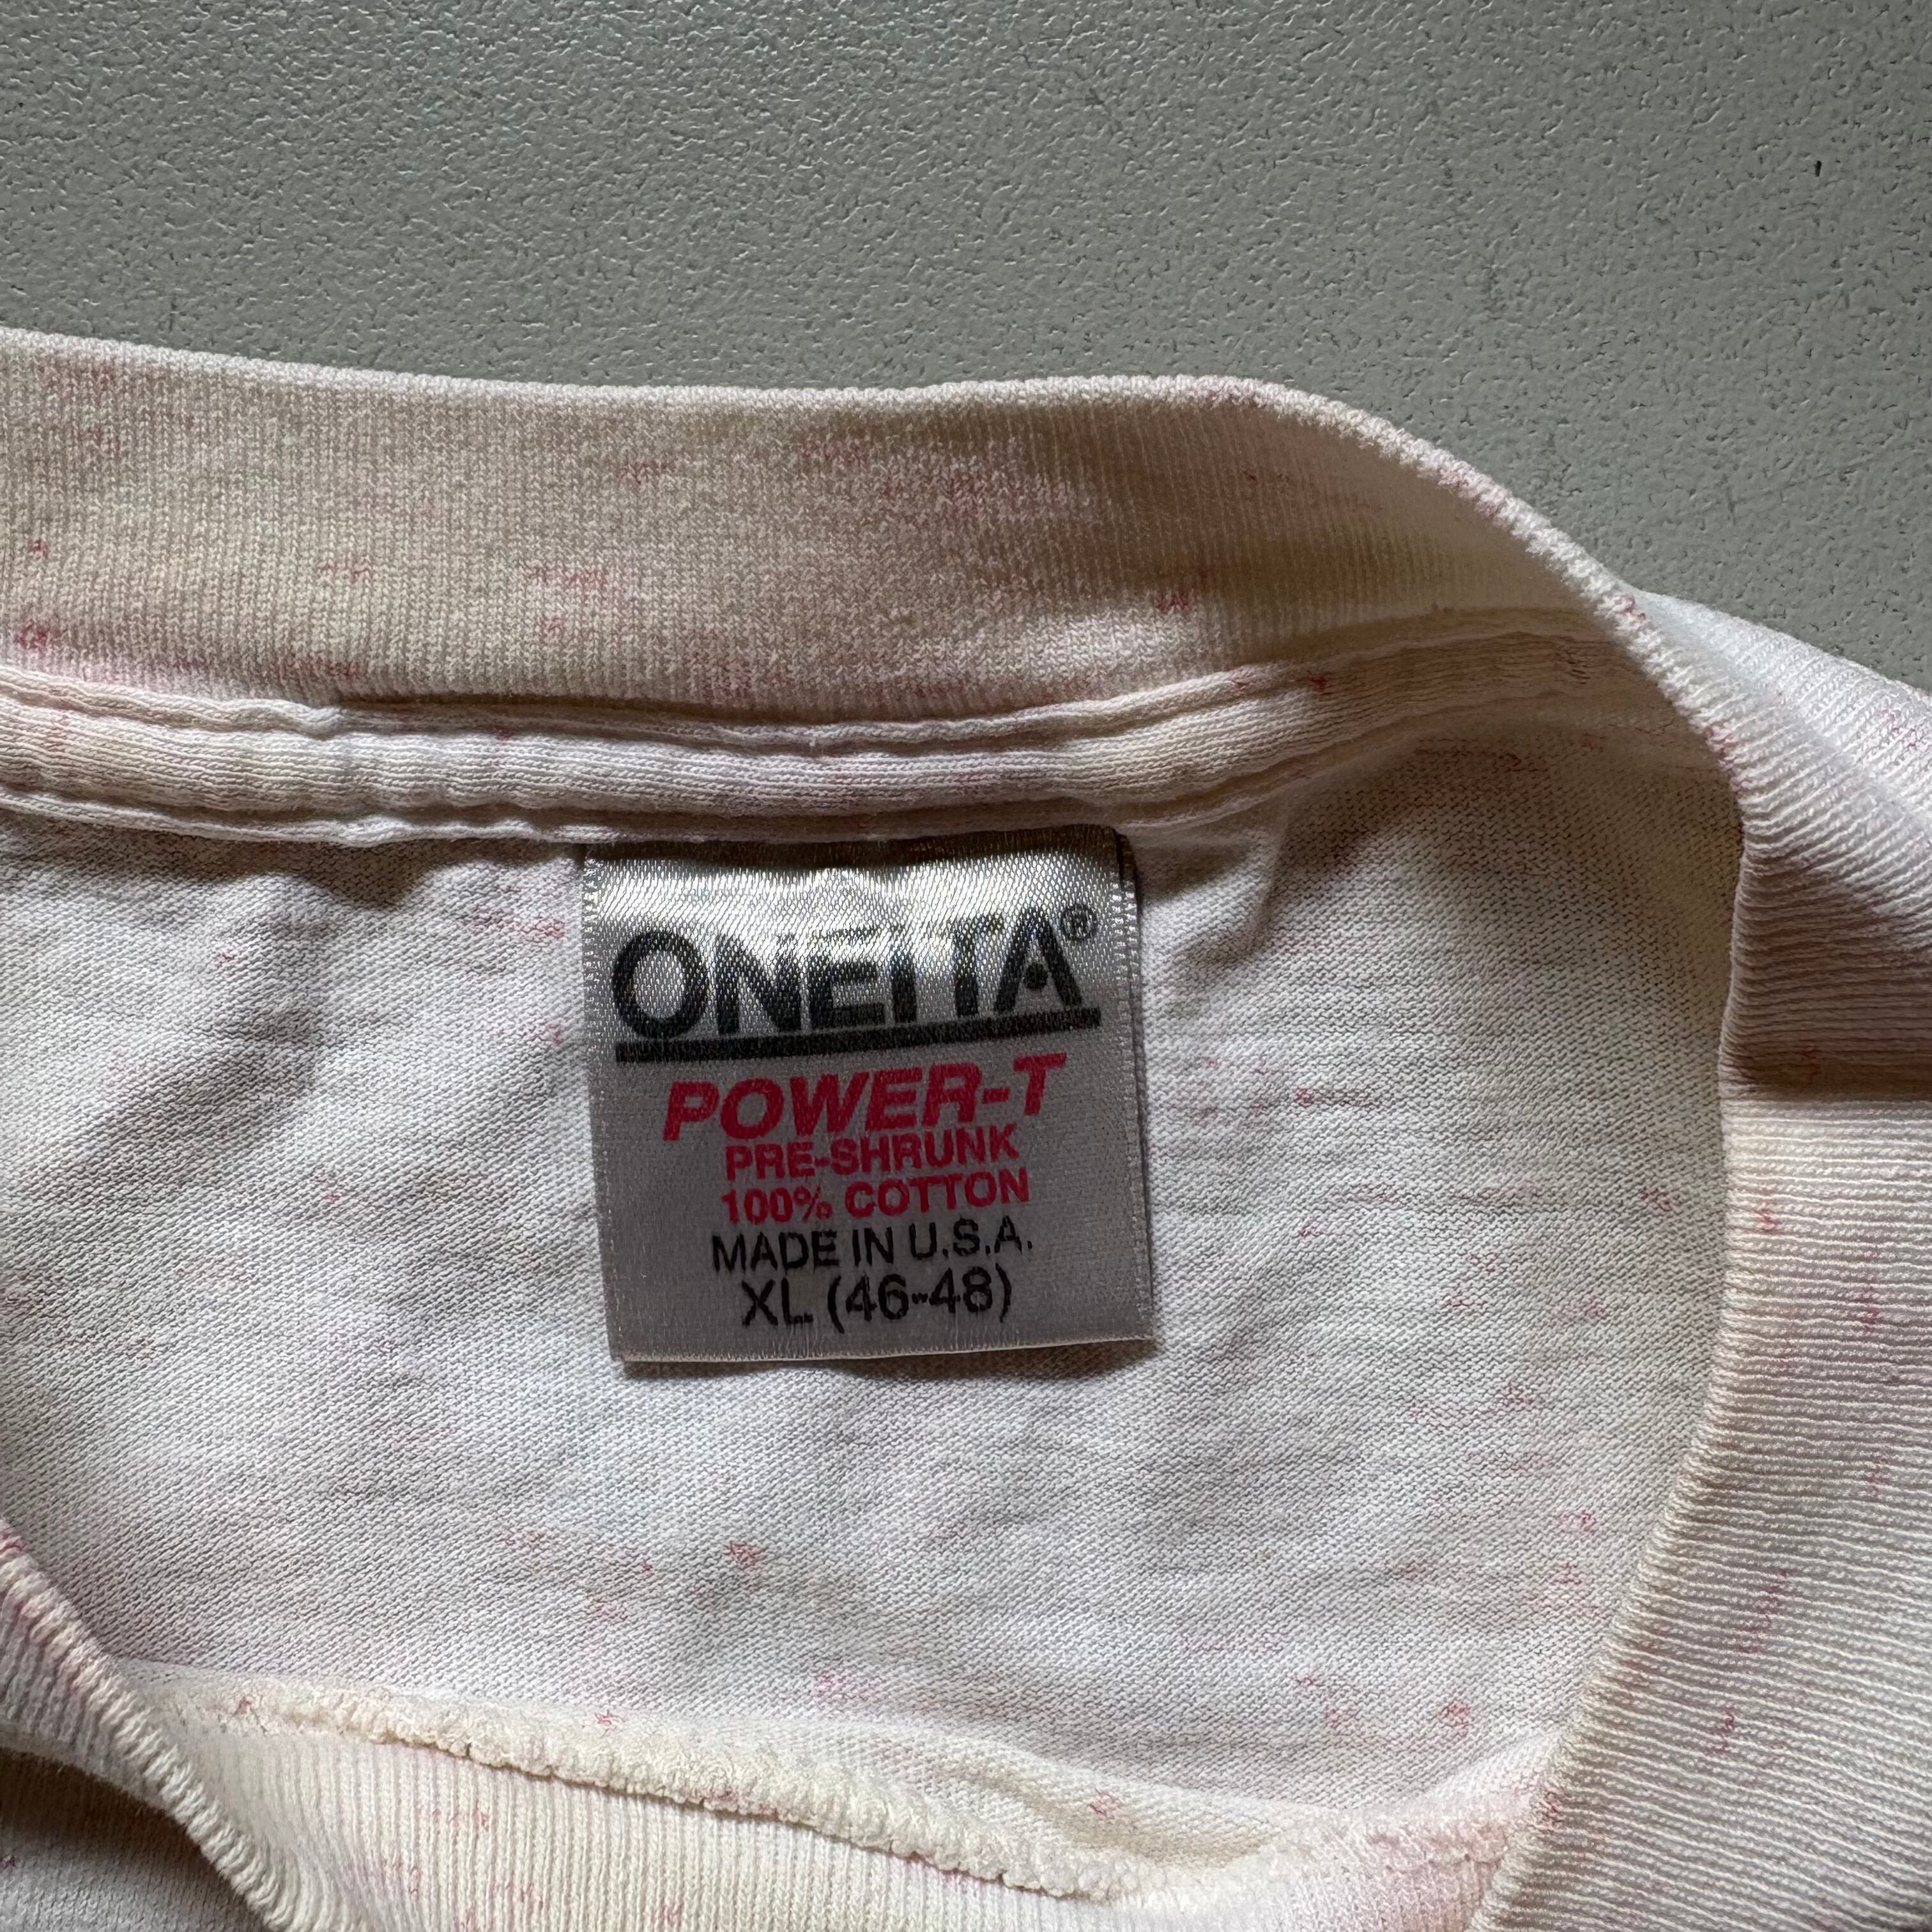 ONEITA®
POWER-T
PRE-SHRUNK
100% COTTON
MADE IN U.S.A.
XL (46-48)